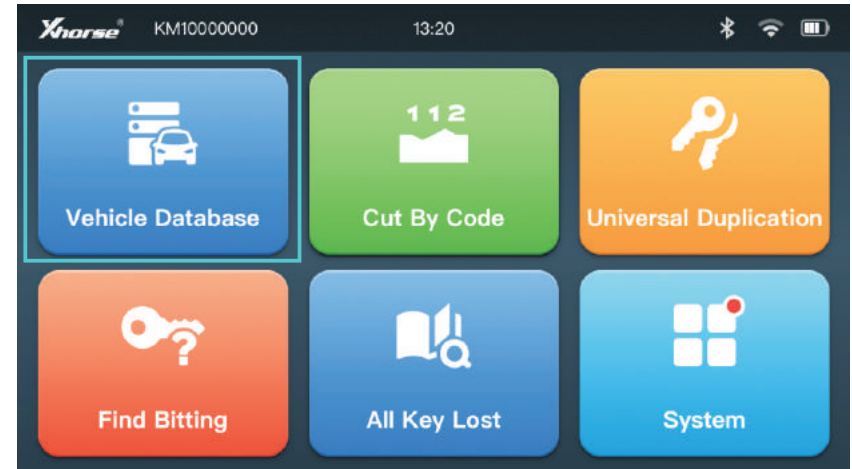 Xhorse® KM10000000 13:20
Vehicle Database
112
Cut By Code
Universal Duplication
?
Find Bitting
All Key Lost
System